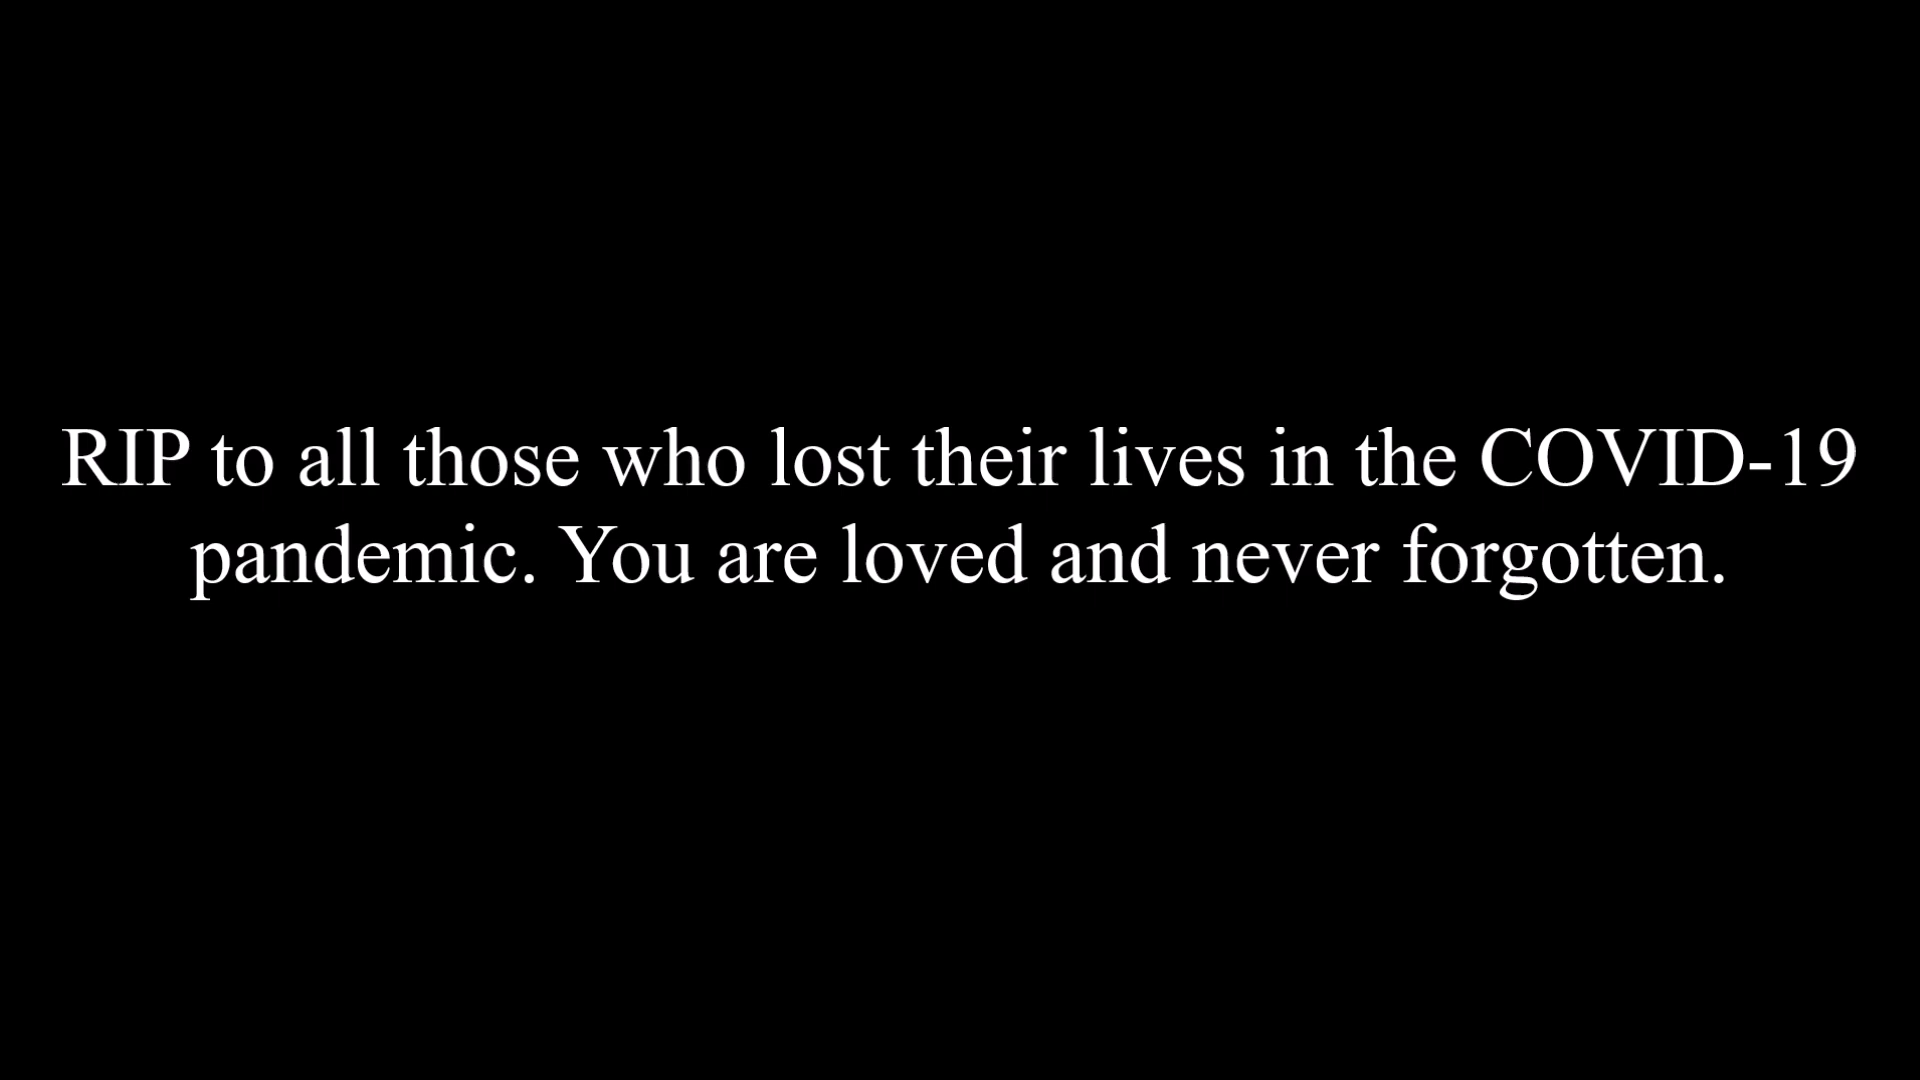 RIP to all those who lost their lives in the COVID-19
pandemic. You are loved and never forgotten.